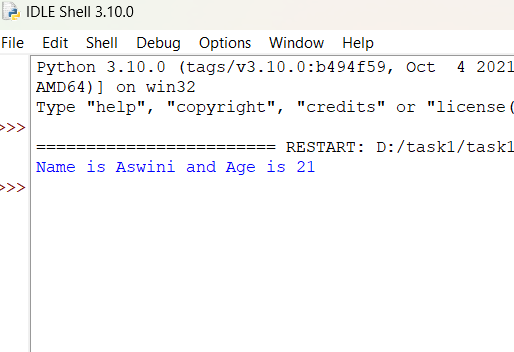 IDLE Shell 3.10.0
File Edit Shell Debug Options Window Help
Python 3.10.0 (tags/v3.10.0:b494f59, Oct  4 2021
AMD64)] on win32
Type "help", "copyright", "credits" or "license(
>>>
======================== RESTART: D:/task1/task1
Name is Aswini and Age is 21
>>>